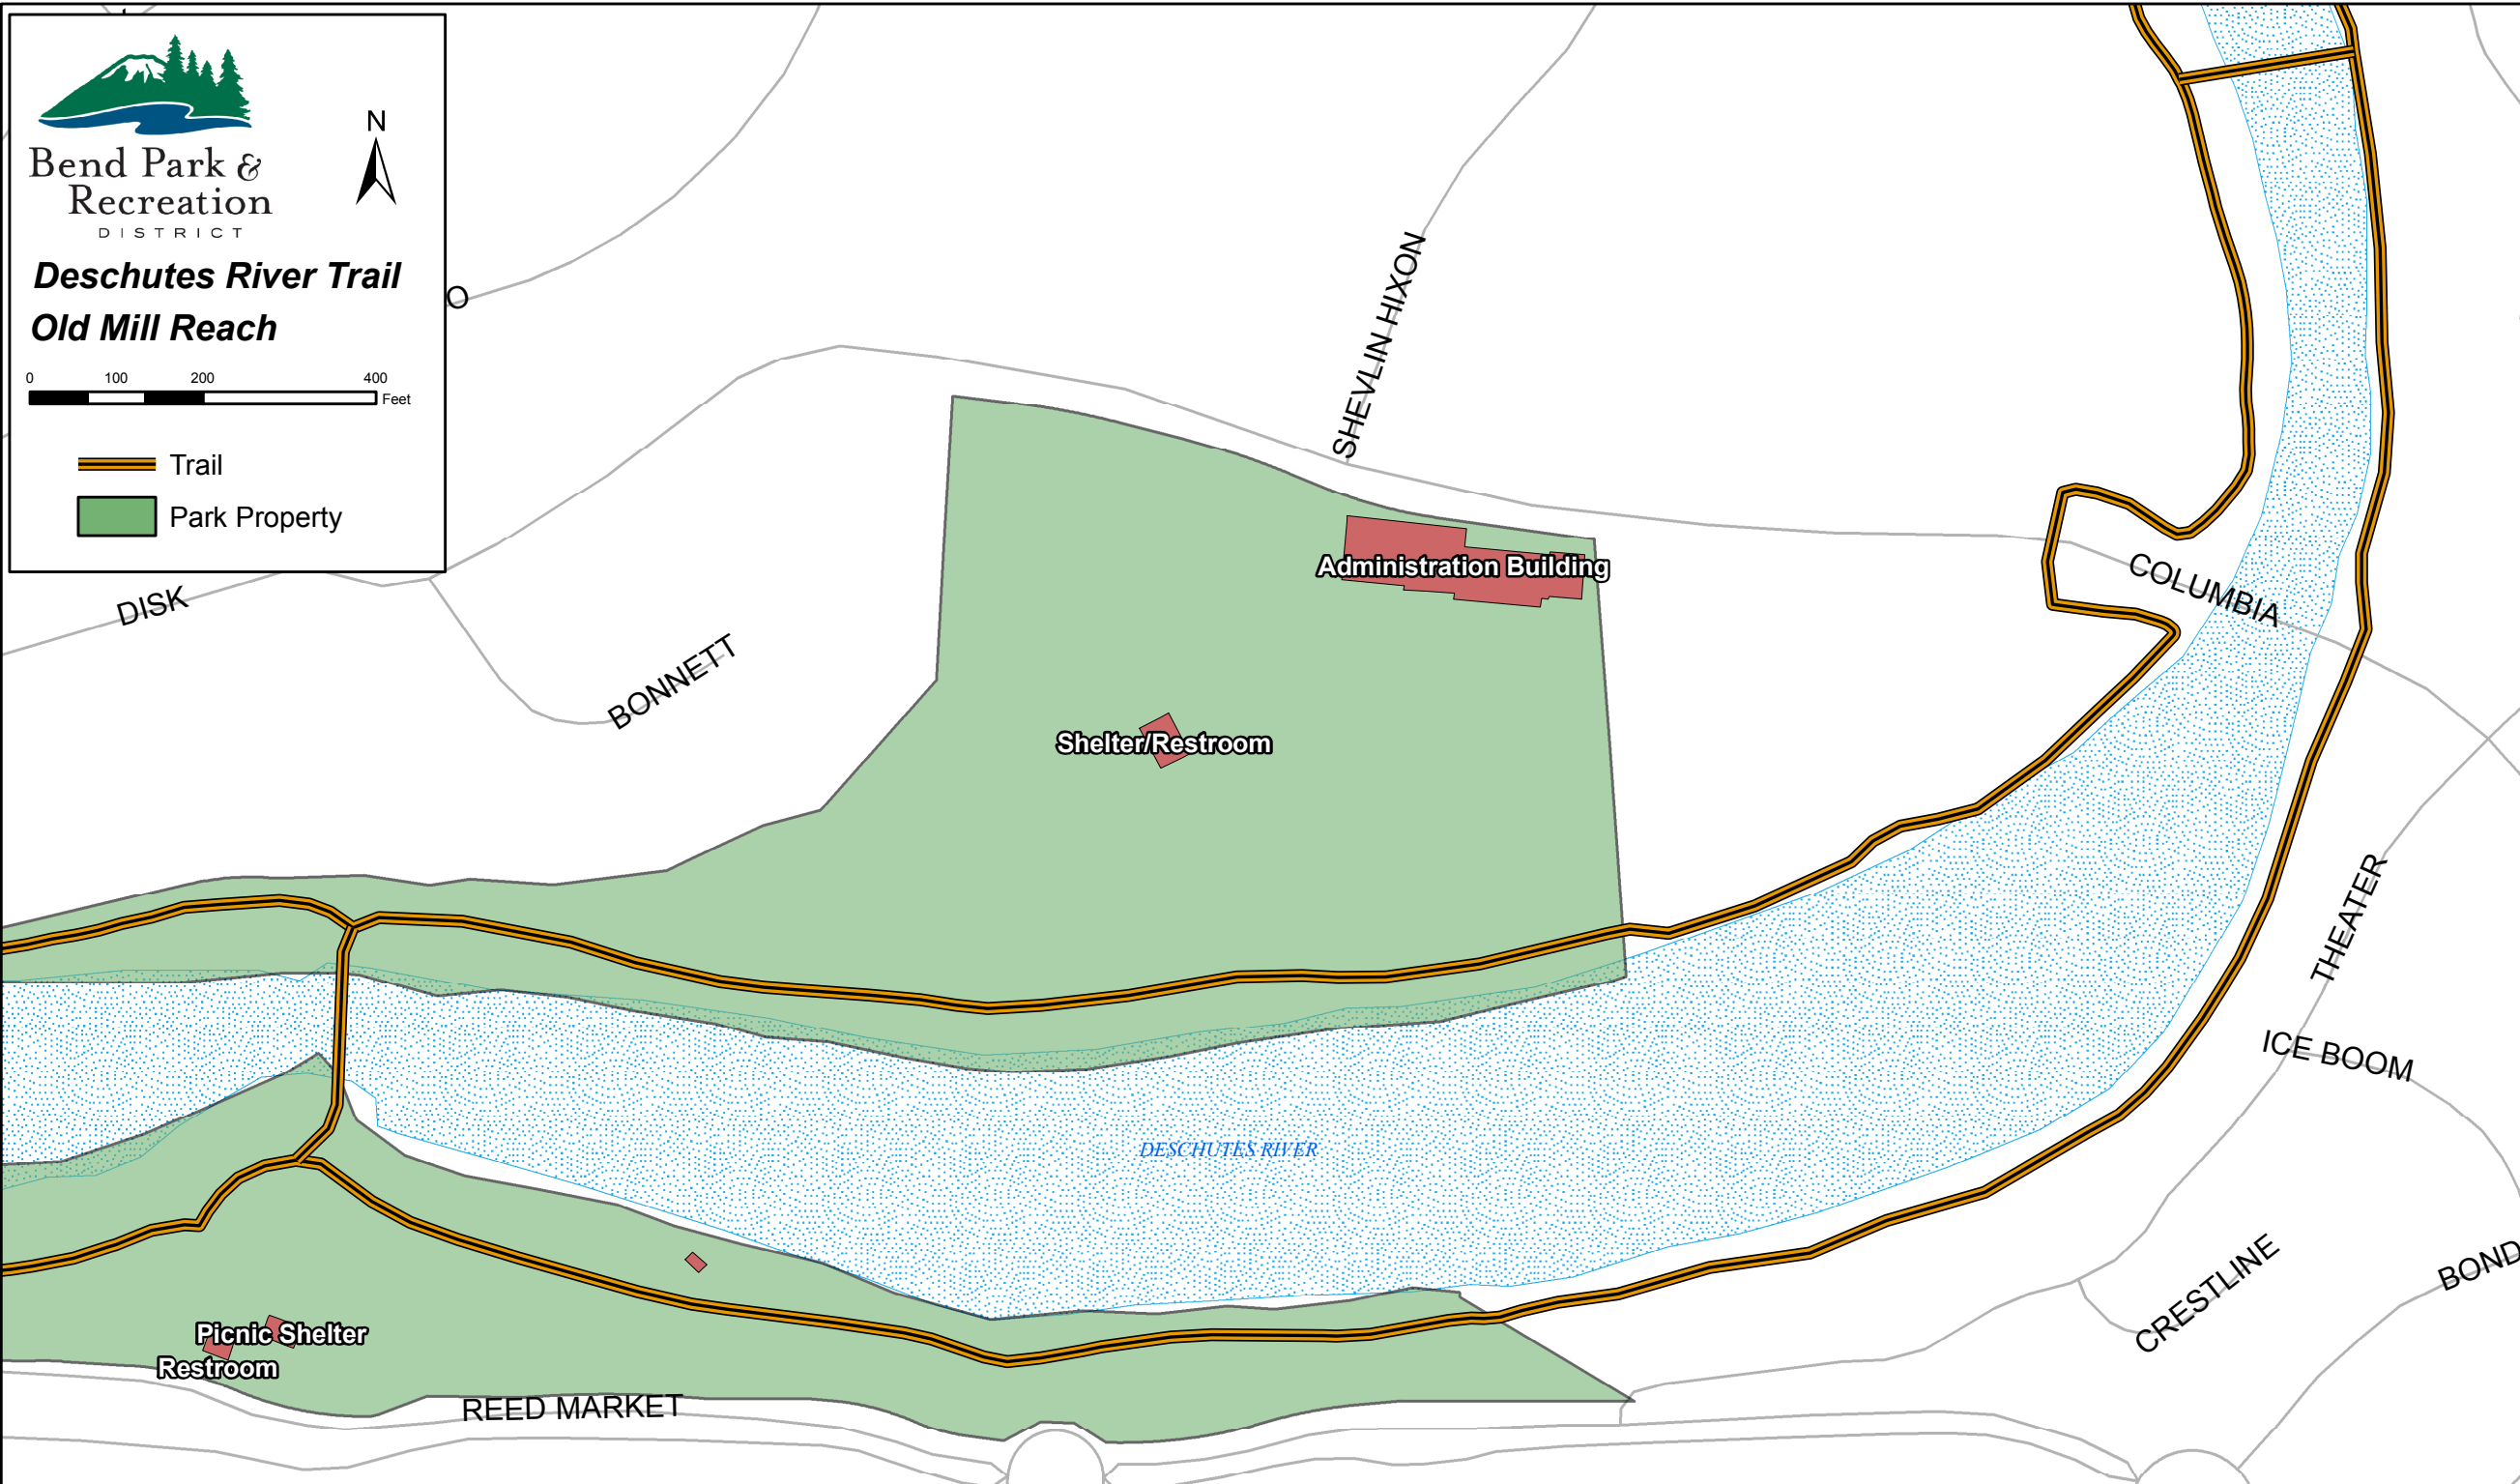 Bend Park &
Recreation
DISTRICT
N
Deschutes River Trail
Old Mill Reach
0 100 200 400
Feet
Trail
Park Property
O
SHEVLIN HIXON
DISK
BONNETT
Administration Building
COLUMBIA
Shelter/Restroom
THEATER
ICE BOOM
DESCHUTES RIVER
CRESTLINE
BOND
Picnic Shelter
Restroom
REED MARKET